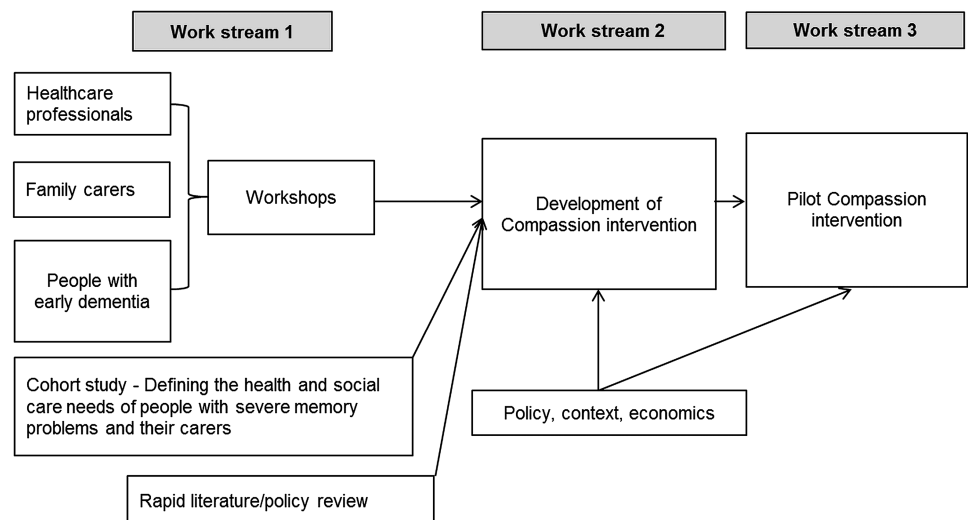 Work stream 1
Work stream 2
Work stream 3
Healthcare
professionals
Family carers
People with
early dementia
Workshops
Development of
Compassion intervention
Pilot Compassion
intervention
Cohort study - Defining the health and social
care needs of people with severe memory
problems and their carers
Policy, context, economics
Rapid literature/policy review